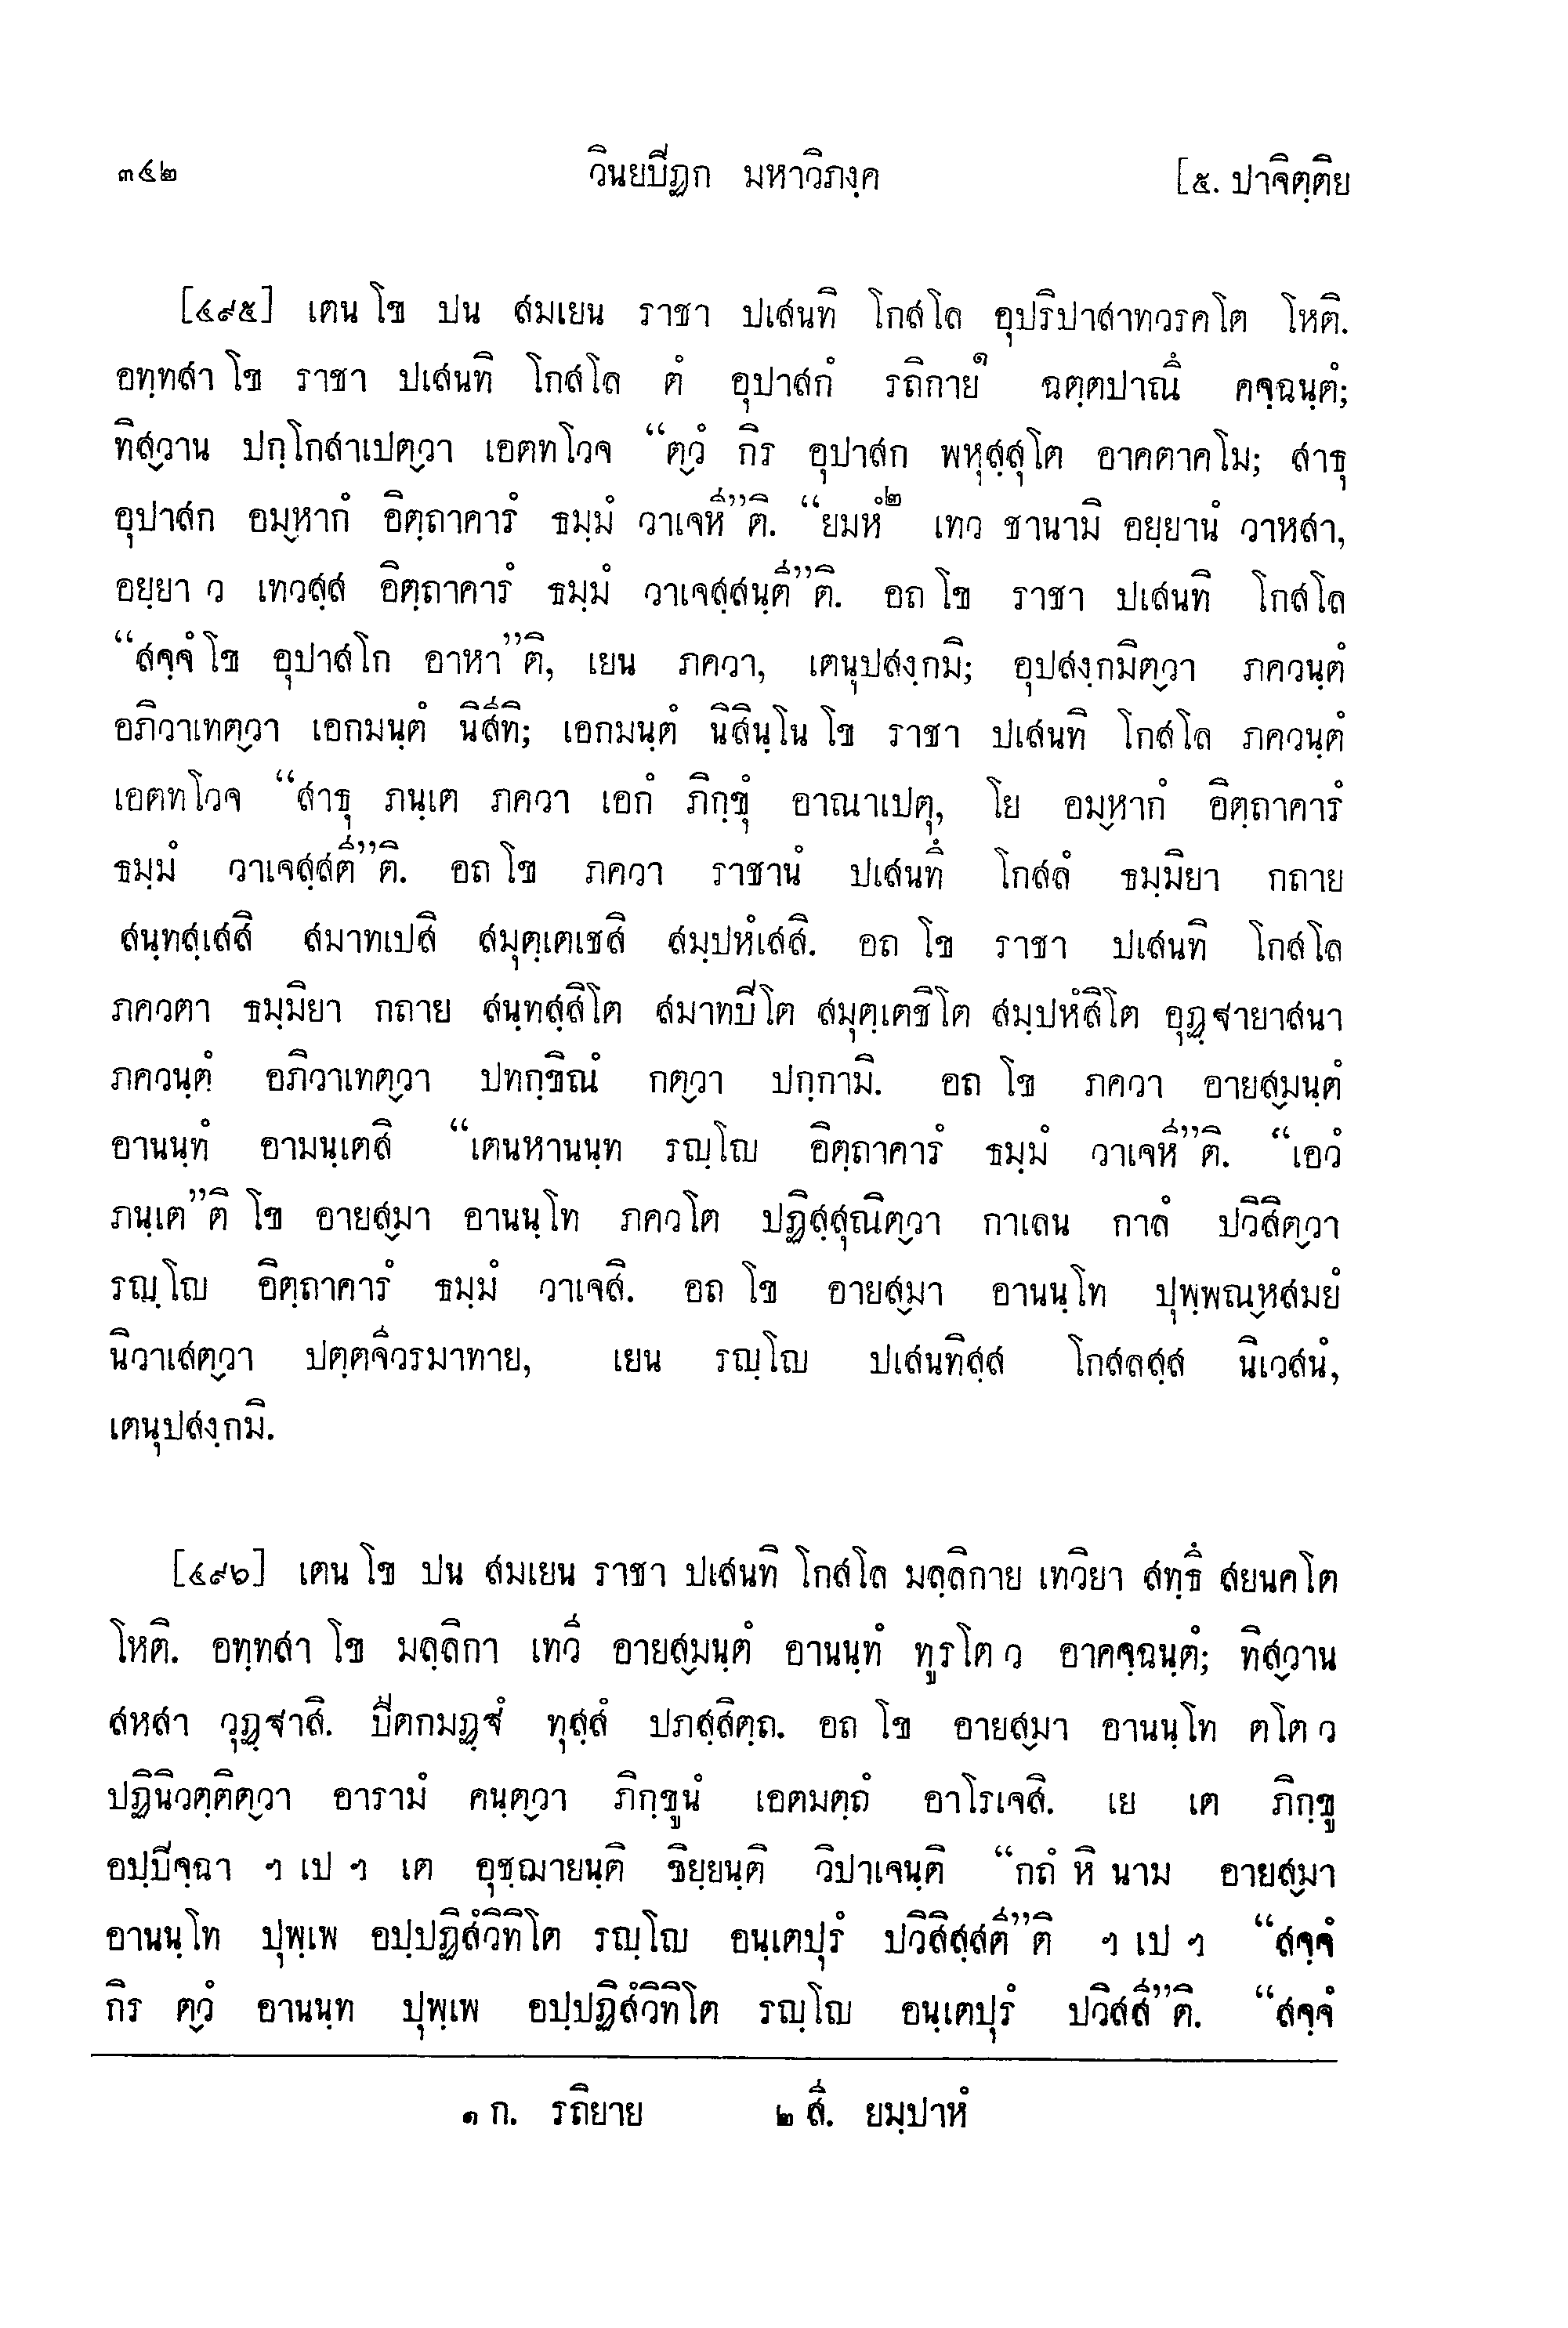 ๓๔๒ วินยปีฏก มหาวิภงฺค [๕. ปาจิตฺติย
[๔๙๕] เตน โข ปน สมเยน ราชา ปเสนทิ โกสโล อุปริปาสาทวรคโต โหติ.
อทฺทสา โข ราชา ปเสนทิ โกสโล ตํ อุปาสกํ รถิกาย๑ ฉตฺตปาณึ คจฺฉนฺตํ;
ทิสฺวาน ปกฺโกสาเปตฺวา เอตทโวจ “ตฺวํ กิร อุปาสก พหุสฺสุโต อาคตาคโม; สาธุ
อุปาสก อมฺหากํ อิตฺถาคารํ ธมฺมํ วาเจหี”ติ. “ยมหํ๒ เทว ชานามิ อยฺยานํ วาหสา,
อยฺยา ว เทวสฺส อิตฺถาคารํ ธมฺมํ วาเจสฺสนฺตี”ติ. อถ โข ราชา ปเสนทิ โกสโล
“สจฺจํ โข อุปาสโก อาหา”ติ, เยน ภควา, เตนุปสงฺกมิ; อุปสงฺกมิตฺวา ภควนฺตํ
อภิวาเทตฺวา เอกมนฺตํ นิสีทิ; เอกมนฺตํ นิสินฺโน โข ราชา ปเสนทิ โกสโล ภควนฺตํ
เอตทโวจ “สาธุ ภนฺเต ภควา เอกํ ภิกฺขุํ อาณาเปตุ, โย อมฺหากํ อิตฺถาคารํ
ธมฺมํ วาเจสฺสตี”ติ. อถ โข ภควา ราชานํ ปเสนทึ โกสลํ ธมฺมิยา กถาย
สนฺทสฺเสสิ สมาทเปสิ สมุตฺเตเชสิ สมฺปหํเสสิ. อถ โข ราชา ปเสนทิ โกสโล
ภควตา ธมฺมิยา กถาย สนฺทสฺสิโต สมาทปีโต สมุตฺเตชิโต สมฺปหํสิโต อุฏฺฐายาสนา
ภควนฺตํ อภิวาเทตฺวา ปทกฺขิณํ กตฺวา ปกฺกามิ. อถ โข ภควา อายสฺมนฺตํ
อานนฺทํ อามนฺเตสิ “เตนหานนฺท รญฺโญ อิตฺถาคารํ ธมฺมํ วาเจหี”ติ. “เอวํ
ภนฺเต”ติ โข อายสฺมา อานนฺโท ภควโต ปฏิสฺสุณิตฺวา กาเลน กาลํ ปวิสิตฺวา
รญฺโญ อิตฺถาคารํ ธมฺมํ วาเจสิ. อถ โข อายสฺมา อานนฺโท ปุพฺพณฺหสมยํ
นิวาเสตฺวา ปตฺตจีวรมาทาย, เยน รญฺโญ ปเสนทิสฺส โกสลสฺส นิเวสนํ,
เตนุปสงฺกมิ.
[๔๙๖] เตน โข ปน สมเยน ราชา ปเสนทิ โกสโล มลฺลิกาย เทวิยา สทฺธึ สยนคโต
โหติ. อทฺทสา โข มลฺลิกา เทวี อายสฺมนฺตํ อานนฺทํ ทูรโต ว อาคจฺฉนฺตํ; ทิสฺวาน
สหสา วุฏฺฐาสิ. ปีตกมฏฺฐํ ทุสฺสํ ปภสฺสิตฺถ. อถ โข อายสฺมา อานนฺโท ตโต ว
ปฏินิวตฺติตฺวา อารามํ คนฺตฺวา ภิกฺขูนํ เอตมตฺถํ อาโรเจสิ. เย เต ภิกฺขู
อปฺปีจฺฉา ฯ เป ฯ เต อุชฺฌายนฺติ ขิยฺยนฺติ วิปาเจนฺติ “กถํ หิ นาม อายสฺมา
อานนฺโท ปุพฺเพ อปฺปฏิสํวิทิโต รญฺโญ อนฺเตปุรํ ปวิสิสฺสตี”ติ ฯ เป ฯ “สจฺจํ
กิร ตฺวํ อานนฺท ปุพฺเพ อปฺปฏิสํวิทิโต รญฺโญ อนฺเตปุรํ ปวิสสี”ติ. “สจฺจํ
๑ ก. รถิยาย ๒ สี. ยมฺปาหํ